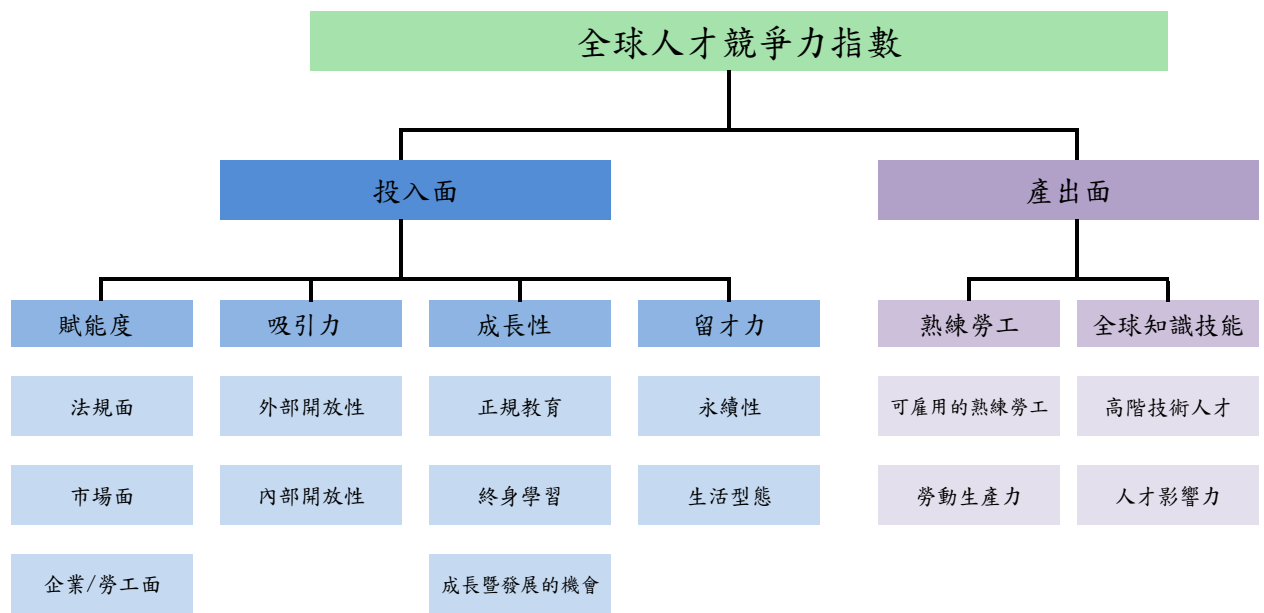 全球人才競爭力指數
投入面
產出面
賦能度
吸引力
成長性
留才力
熟練勞工
全球知識技能
法規面
外部開放性
正規教育
永續性
可雇用的熟練勞工
高階技術人才
市場面
內部開放性
終身學習
生活型態
勞動生產力
人才影響力
企業/勞工面
成長暨發展的機會